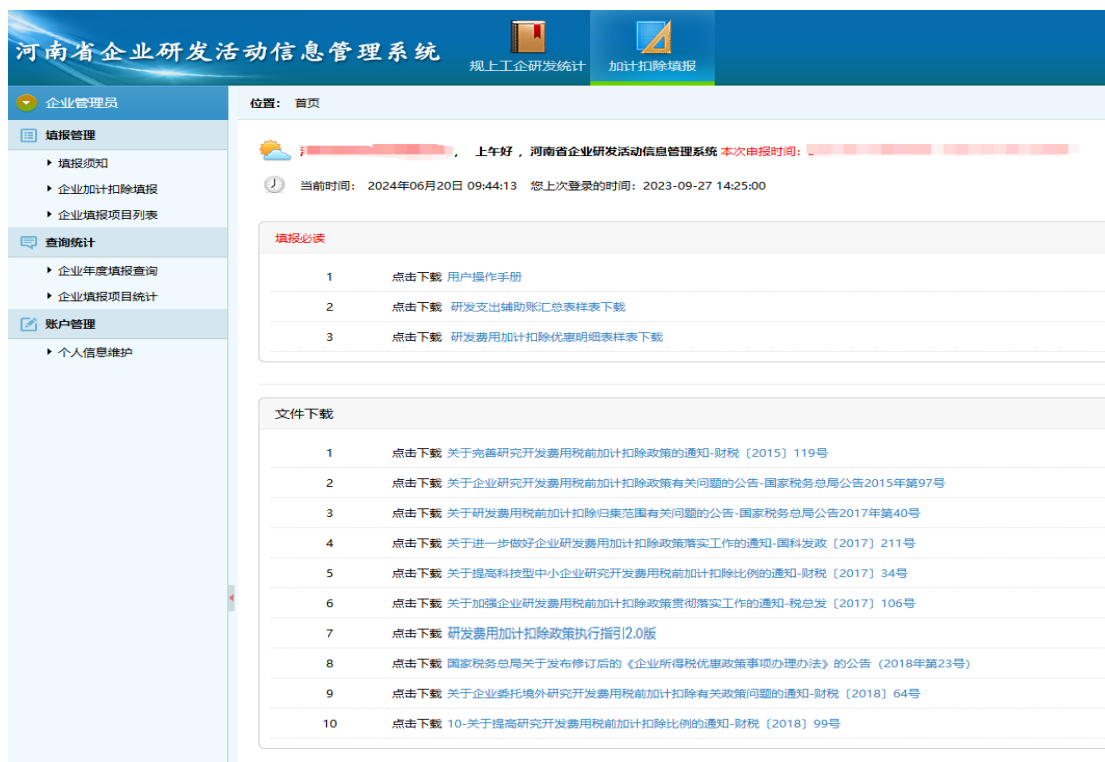 河南省企业研发活动信息管理系统
规上工企研发统计
加计扣除填报
企业管理员
填报管理
填报须知
企业加计扣除填报
企业填报项目列表
查询统计
企业年度填报查询
企业填报项目统计
账户管理
个人信息维护
位置： 首页
， 上午好 ，河南省企业研发活动信息管理系统 本次申报时间：
当前时间： 2024年06月20日 09:44:13 您上次登录的时间：2023-09-27 14:25:00
填报必读
1 点击下载 用户操作手册
2 点击下载 研发支出辅助账汇总表样表下载
3 点击下载 研发费用加计扣除优惠明细表样表下载
文件下载
1 点击下载 关于完善研究开发费用税前加计扣除政策的通知-财税〔2015〕119号
2 点击下载 关于企业研究开发费用税前加计扣除政策有关问题的公告-国家税务总局公告2015年第97号
3 点击下载 关于研发费用税前加计扣除归集范围有关问题的公告-国家税务总局公告2017年第40号
4 点击下载 关于进一步做好企业研发费用加计扣除政策落实工作的通知-国科发政〔2017〕211号
5 点击下载 关于提高科技型中小企业研究开发费用税前加计扣除比例的通知-财税〔2017〕34号
6 点击下载 关于加强企业研发费用税前加计扣除政策贯彻落实工作的通知-税总发〔2017〕106号
7 点击下载 研发费用加计扣除政策执行指引2.0版
8 点击下载 国家税务总局关于发布修订后的《企业所得税优惠政策事项办理办法》的公告（2018年第23号）
9 点击下载 关于企业委托境外研究开发费用税前加计扣除有关政策问题的通知-财税〔2018〕64号
10 点击下载 10-关于提高研究开发费用税前加计扣除比例的通知-财税〔2018〕99号